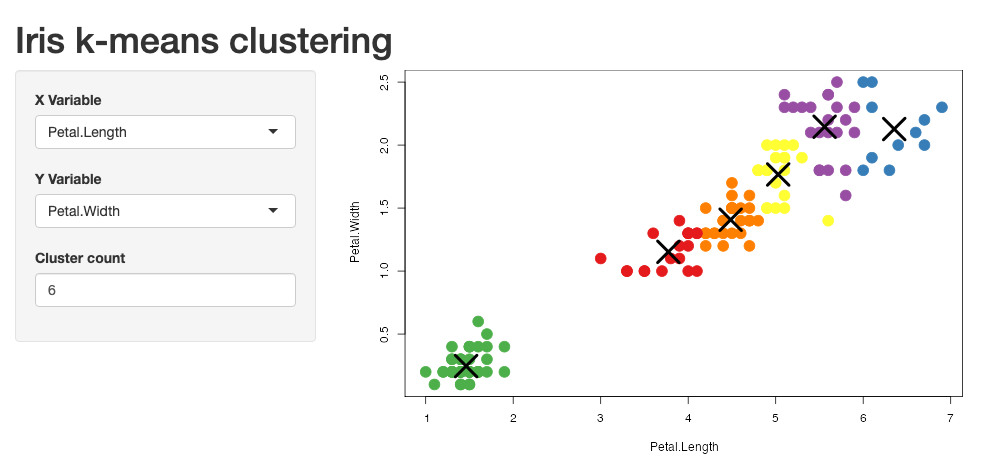 Iris k-means clustering
X Variable
Petal.Length
Y Variable
Petal.Width
Cluster count
6
Petal.Width
2.5
2.0
1.5
1.0
0.5
1 2 3 4 5 6 7
Petal.Length